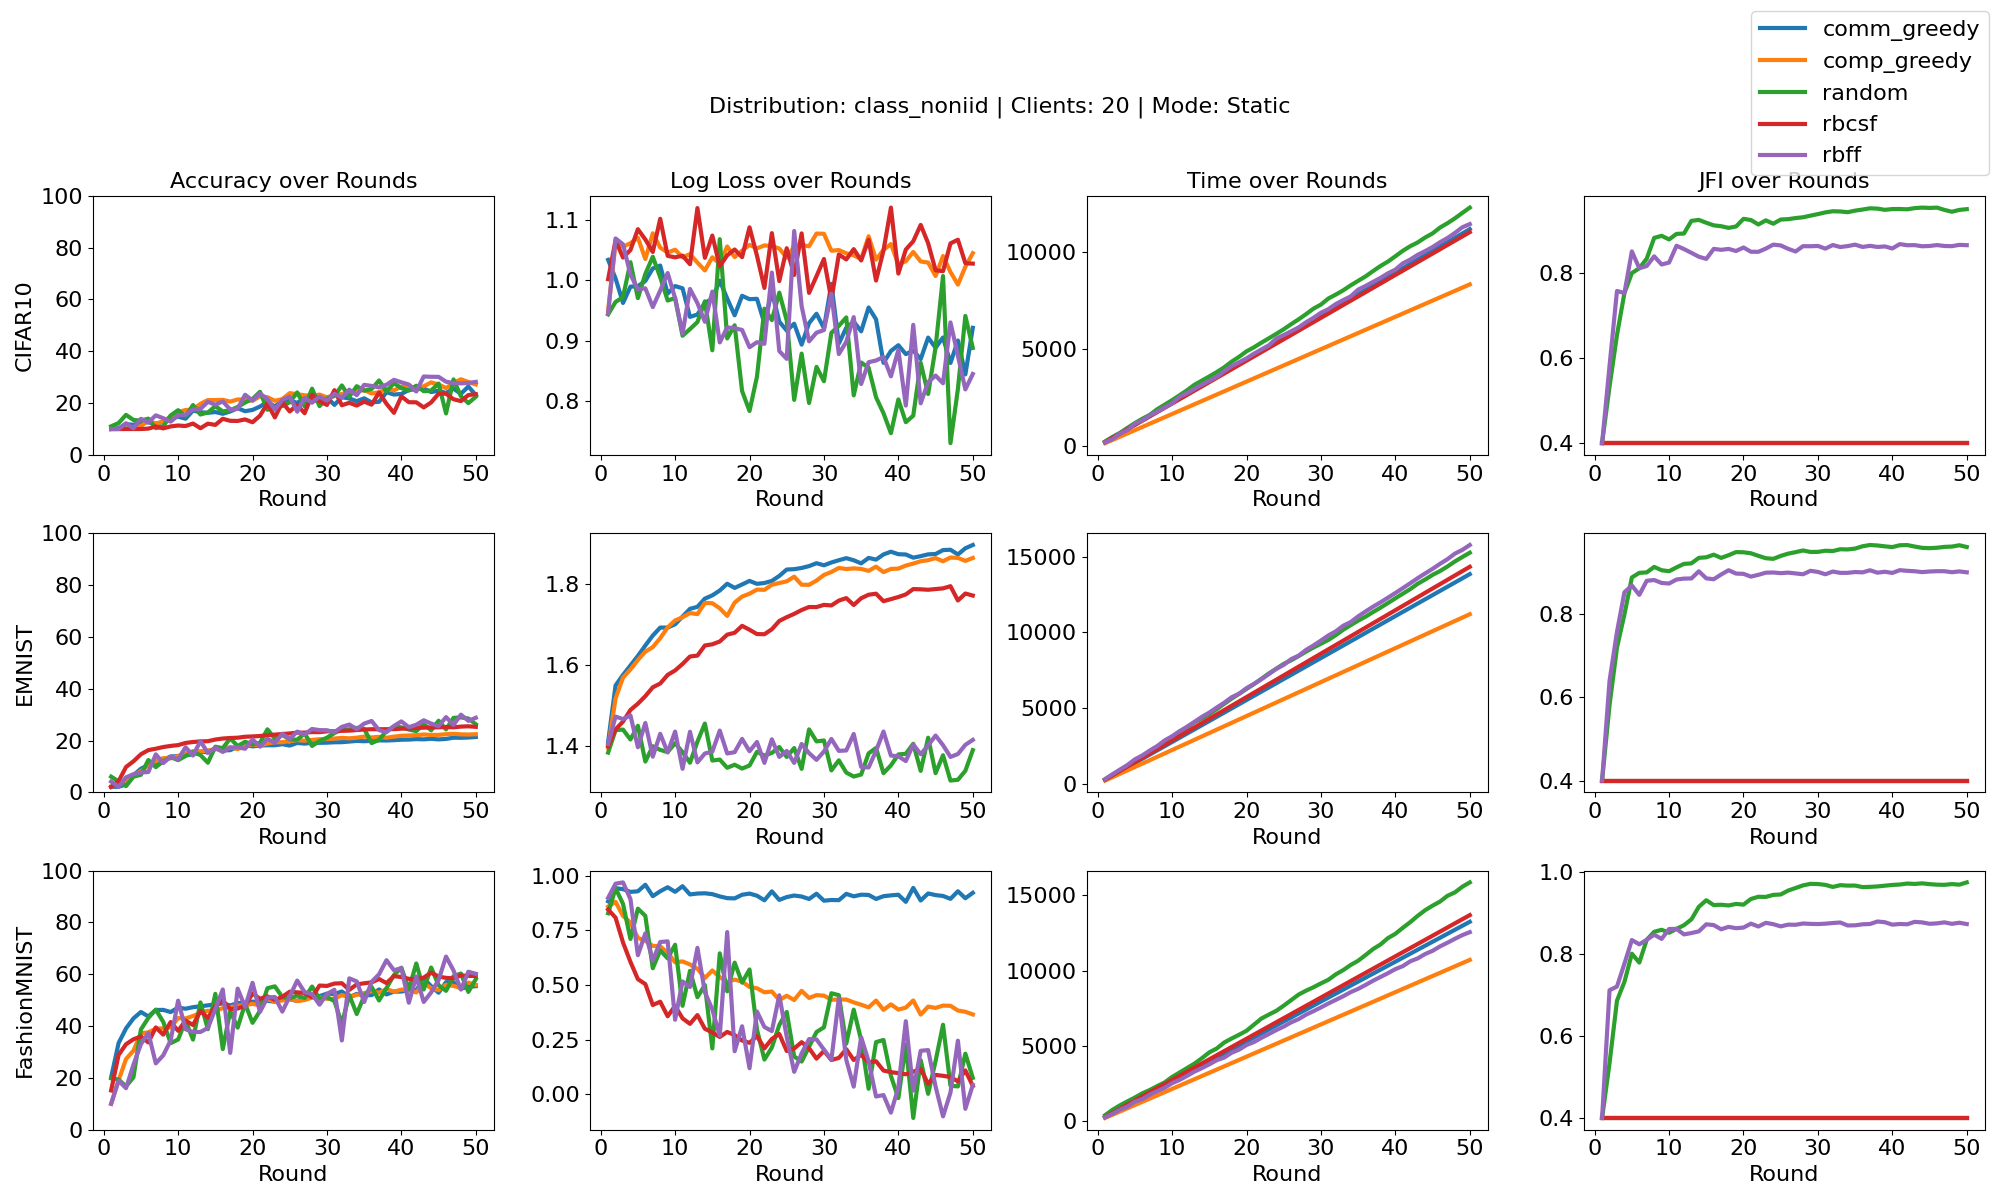 comm_greedy
comp_greedy
random
rbcsf
rbff
Distribution: class_noniid | Clients: 20 | Mode: Static
Accuracy over Rounds
Log Loss over Rounds
Time over Rounds
JFI over Rounds
CIFAR10
100
80
60
40
20
0
0 10 20 30 40 50
Round
1.1
1.0
0.9
0.8
0 10 20 30 40 50
Round
10000
5000
0
0 10 20 30 40 50
Round
0.8
0.6
0.4
0 10 20 30 40 50
Round
EMNIST
100
80
60
40
20
0
0 10 20 30 40 50
Round
1.8
1.6
1.4
0 10 20 30 40 50
Round
15000
10000
5000
0
0 10 20 30 40 50
Round
0.8
0.6
0.4
0 10 20 30 40 50
Round
FashionMNIST
100
80
60
40
20
0
0 10 20 30 40 50
Round
1.00
0.75
0.50
0.25
0.00
0 10 20 30 40 50
Round
15000
10000
5000
0
0 10 20 30 40 50
Round
1.0
0.8
0.6
0.4
0 10 20 30 40 50
Round